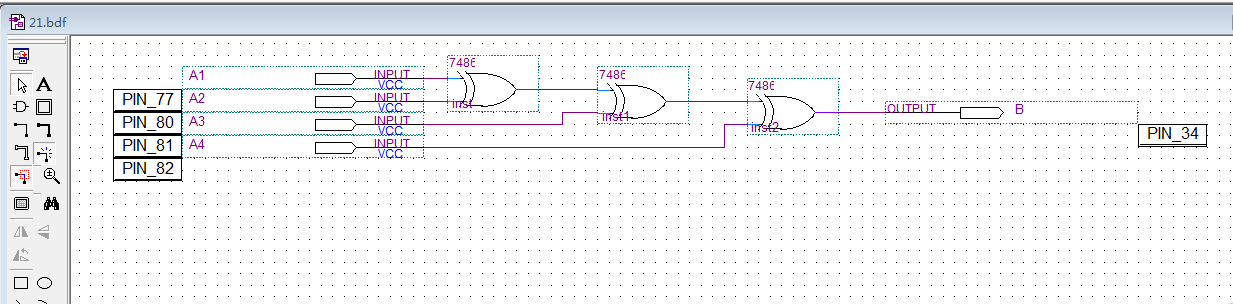 21.bdf
7486
7486
7486
A1
INPUT
VCC
inst
PIN_77
A2
INPUT
VCC
inst1
PIN_80
A3
INPUT
VCC
inst2
OUTPUT
B
PIN_81
A4
INPUT
VCC
PIN_34
PIN_82
A